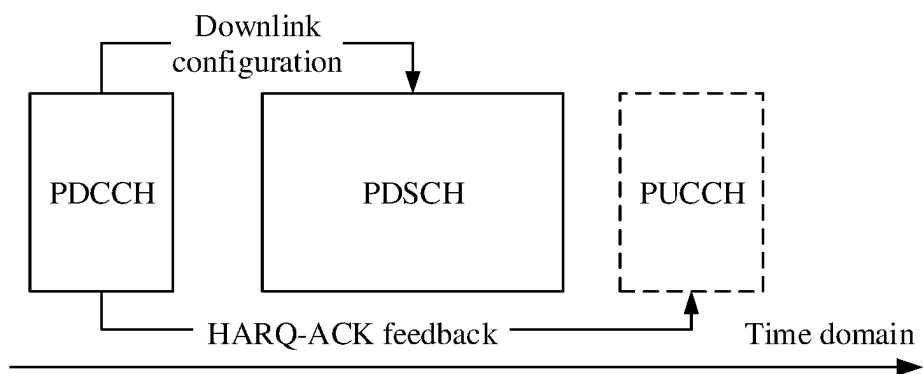 Downlink
configuration
PDCCH
PDSCH
PUCCH
HARQ-ACK feedback
Time domain